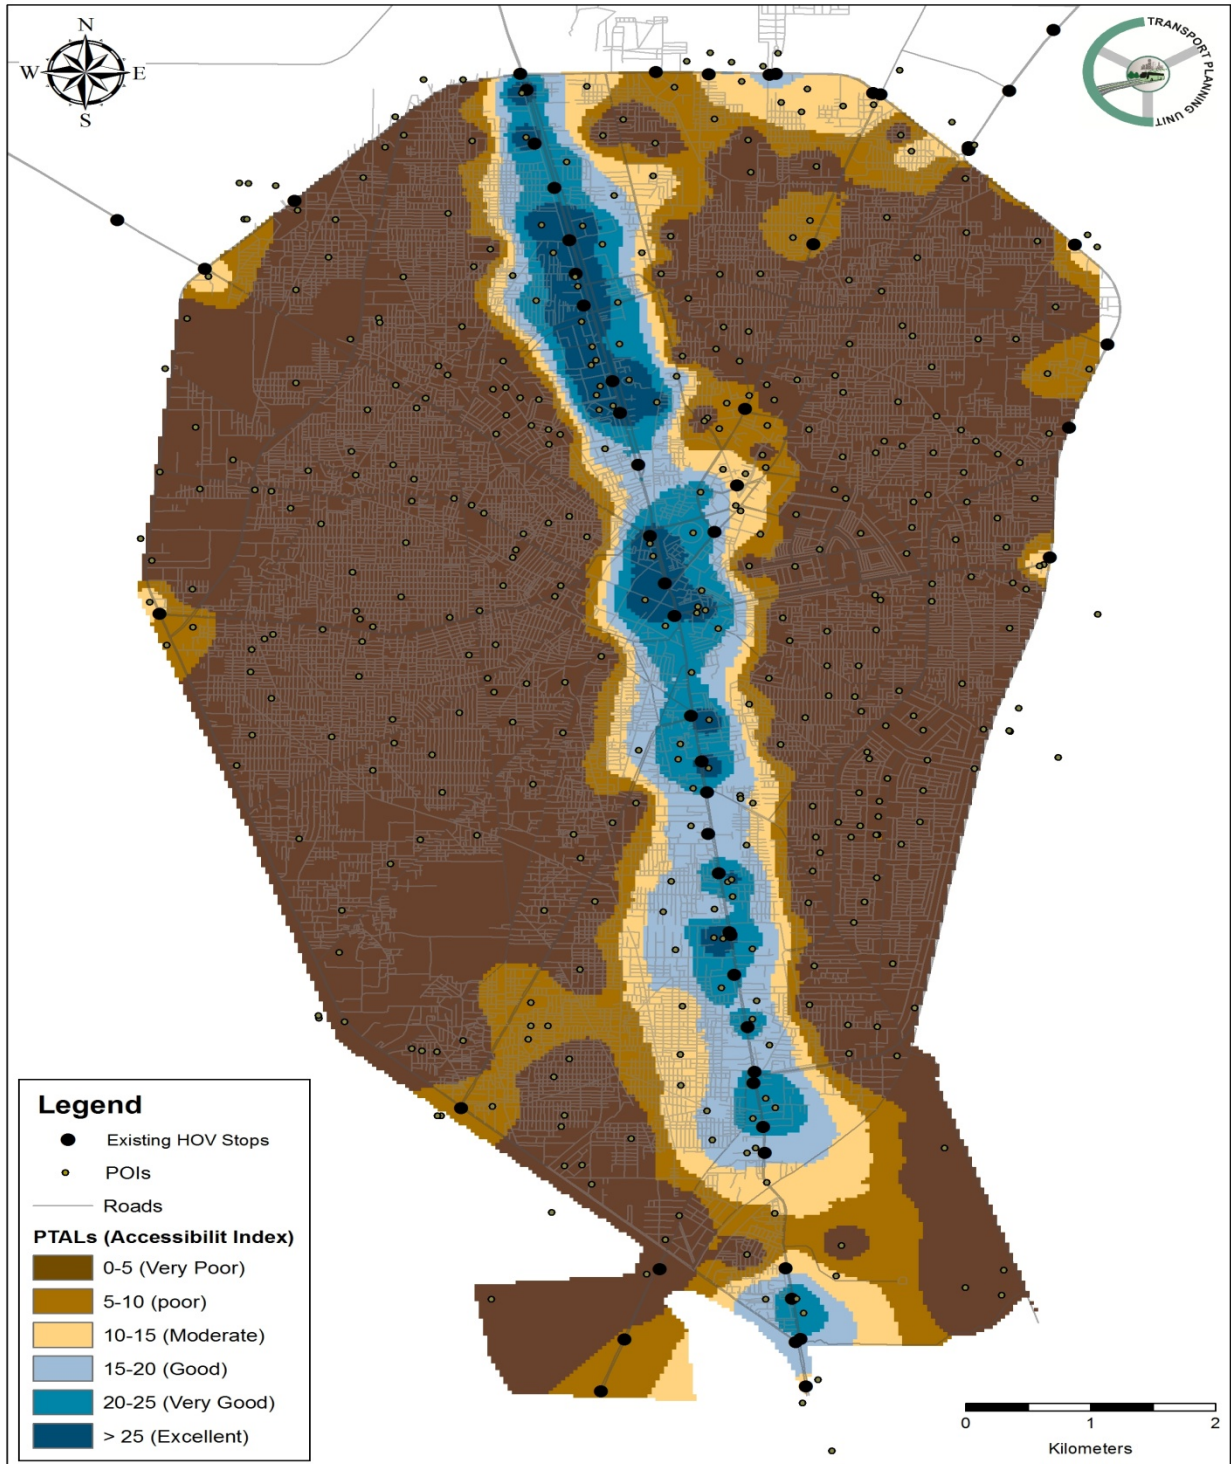 N
W E
S
TRANSPORT PLANNING UNIT
Legend
Existing HOV Stops
POIs
Roads
PTALs (Accessibilit Index)
0-5 (Very Poor)
5-10 (poor)
10-15 (Moderate)
15-20 (Good)
20-25 (Very Good)
> 25 (Excellent)
0 1 2
Kilometers